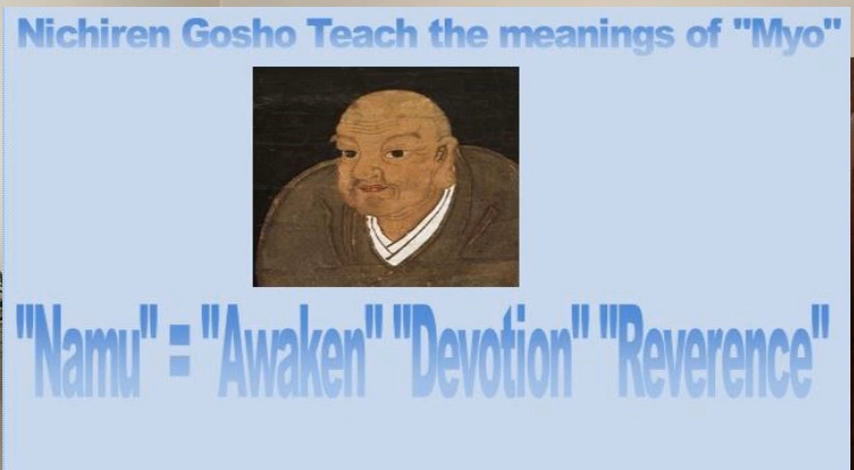 Nichiren Gosho Teach the meanings of "Myo"
"Namu" = "Awaken" "Devotion" "Reverence"